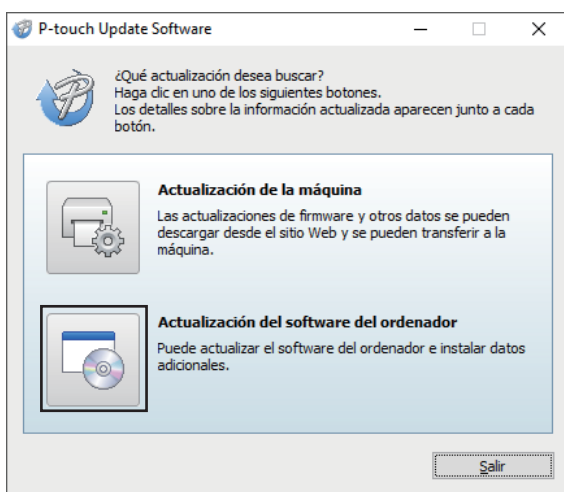 P-touch Update Software
¿Qué actualización desea buscar?
Haga clic en uno de los siguientes botones.
Los detalles sobre la información actualizada aparecen junto a cada
botón.
Actualización de la máquina
Las actualizaciones de firmware y otros datos se pueden
descargar desde el sitio Web y se pueden transferir a la
máquina.
Actualización del software del ordenador
Puede actualizar el software del ordenador e instalar datos
adicionales.
Salir